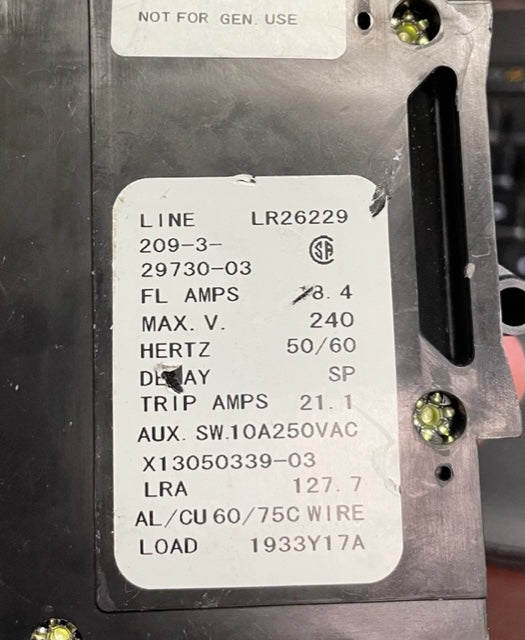 NOT FOR GEN. USE
LINE LR26229
209-3-
29730-03
FL AMPS 8.4
MAX. V. 240
HERTZ 50/60
SP
TRIP AMPS 21.1
AUX. SW.10A250VAC
X13050339-03
LRA 127.7
AL/CU 60/75C WIRE
LOAD 1933Y17A